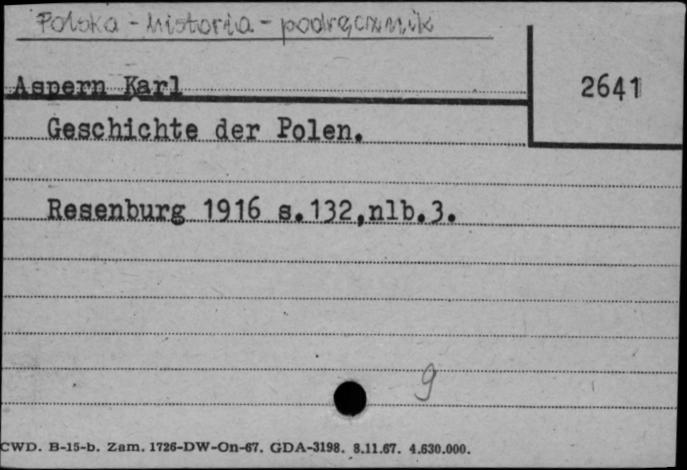 Polska - historia - podręcznik
Aspern Karl
2641
Geschichte der Polen.
Resenburg 1916 s.132,nlb.3.
9
CWD. B-15-b. Zam. 1726-DW-On-67. GDA-3198. 8.11.67. 4.630.000.